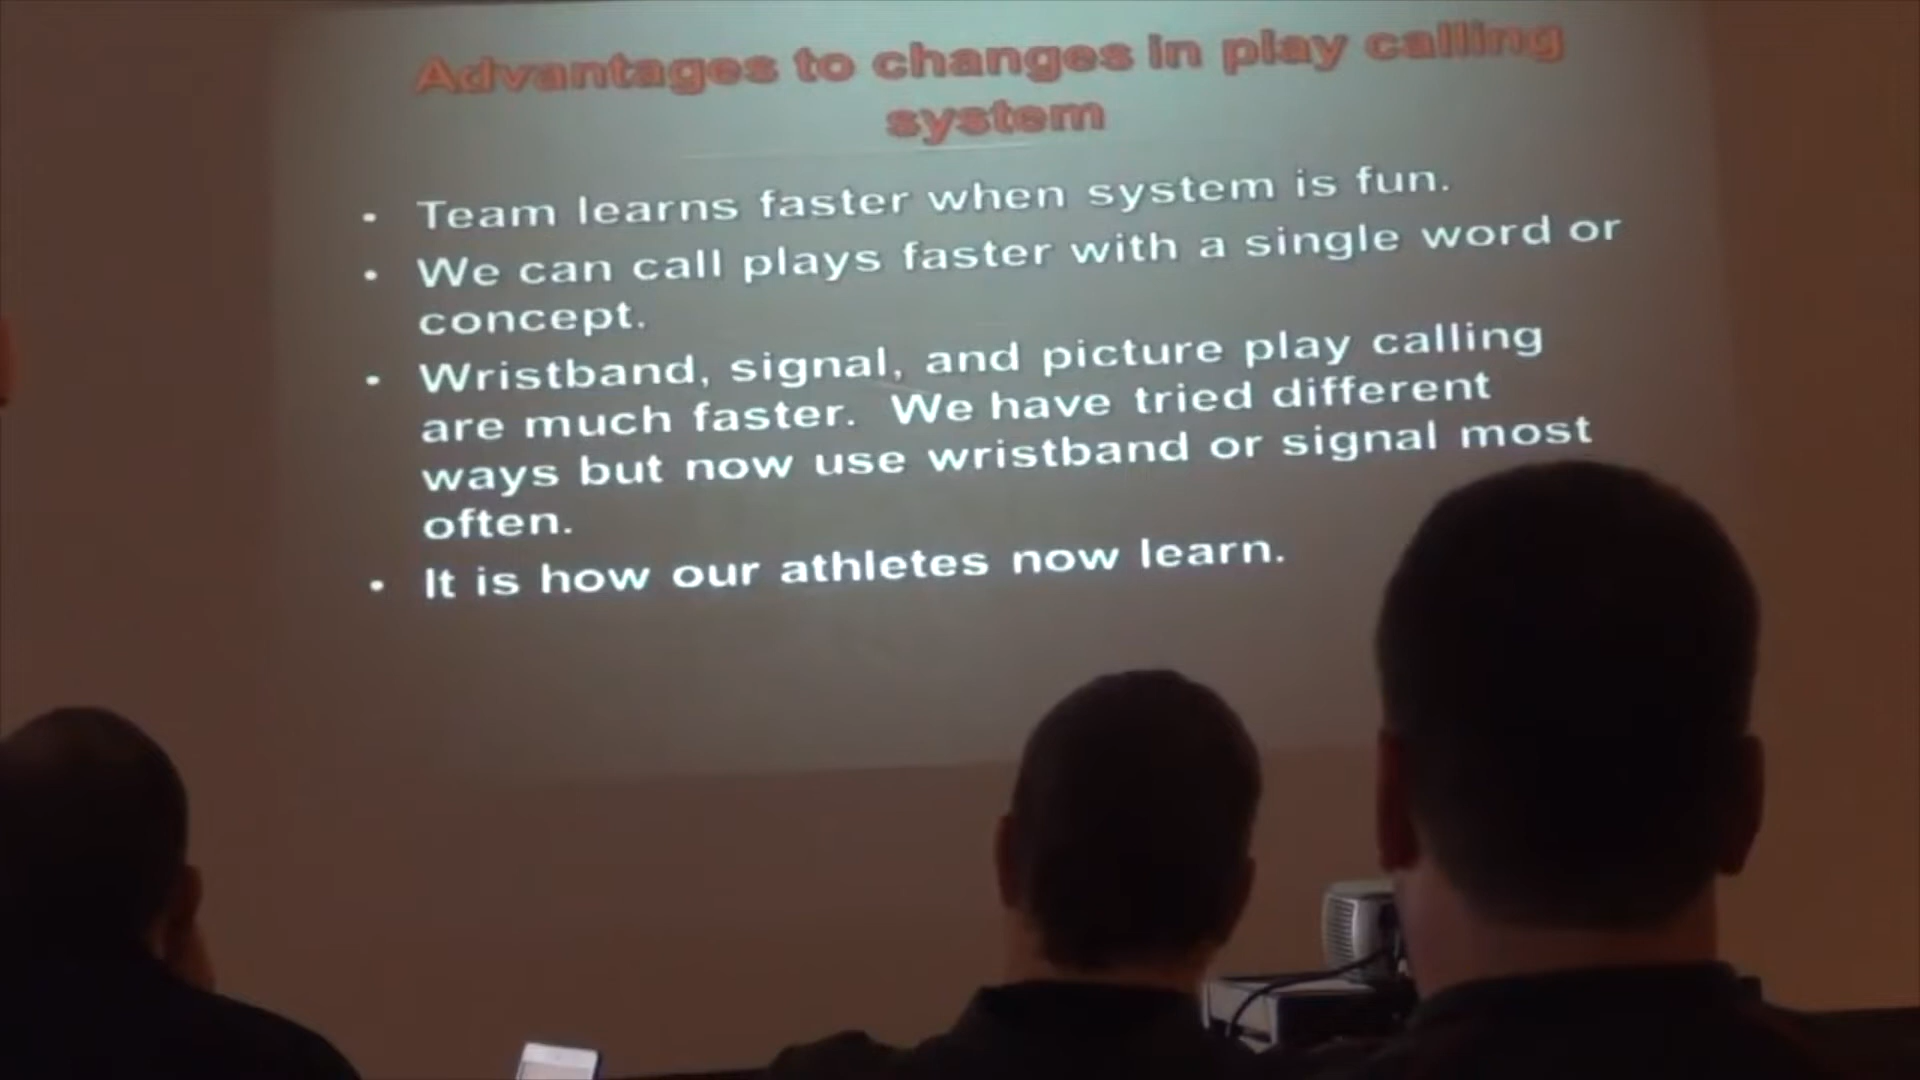 Advantages to changes in play calling
system
• Team learns faster when system is fun.
• We can call plays faster with a single word or
concept.
• Wristband, signal, and picture play calling
are much faster.  We have tried different
ways but now use wristband or signal most
often.
• It is how our athletes now learn.